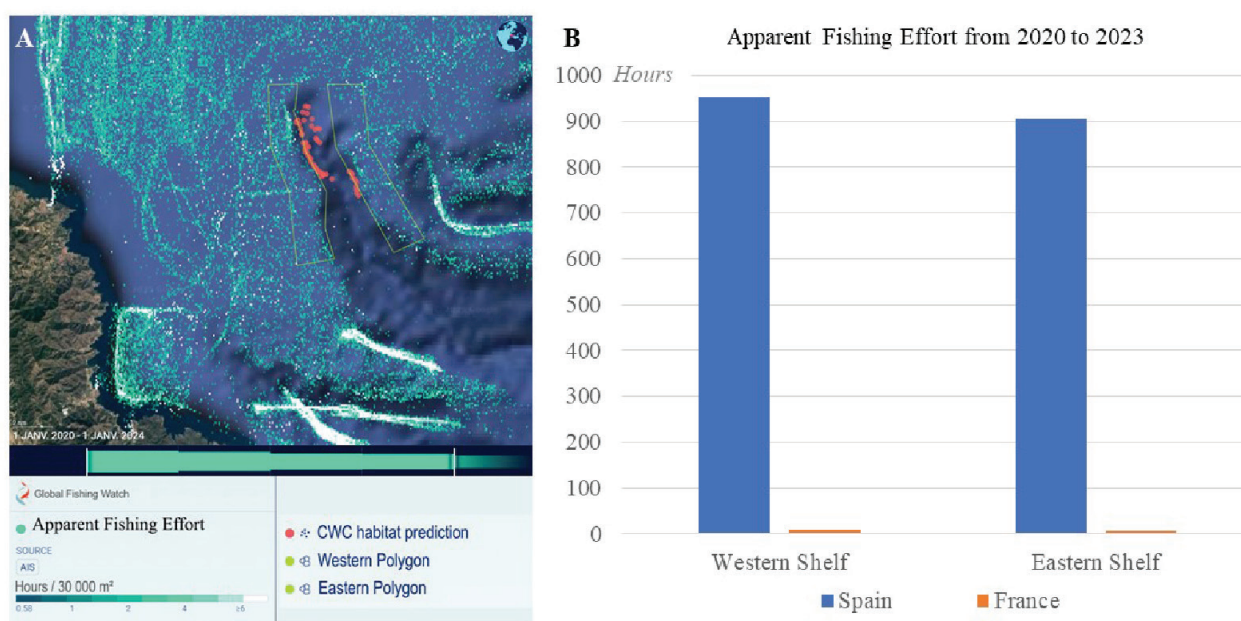 A
1 JANV. 2020 - 1 JANV. 2024
Global Fishing Watch
Apparent Fishing Effort
SOURCE
AIS
Hours / 30 000 m²
0.58 1 2 4 ≥6
CWC habitat prediction
Western Polygon
Eastern Polygon
B
Apparent Fishing Effort from 2020 to 2023
Hours
1000
900
800
700
600
500
400
300
200
100
0
Western Shelf Eastern Shelf
Spain France